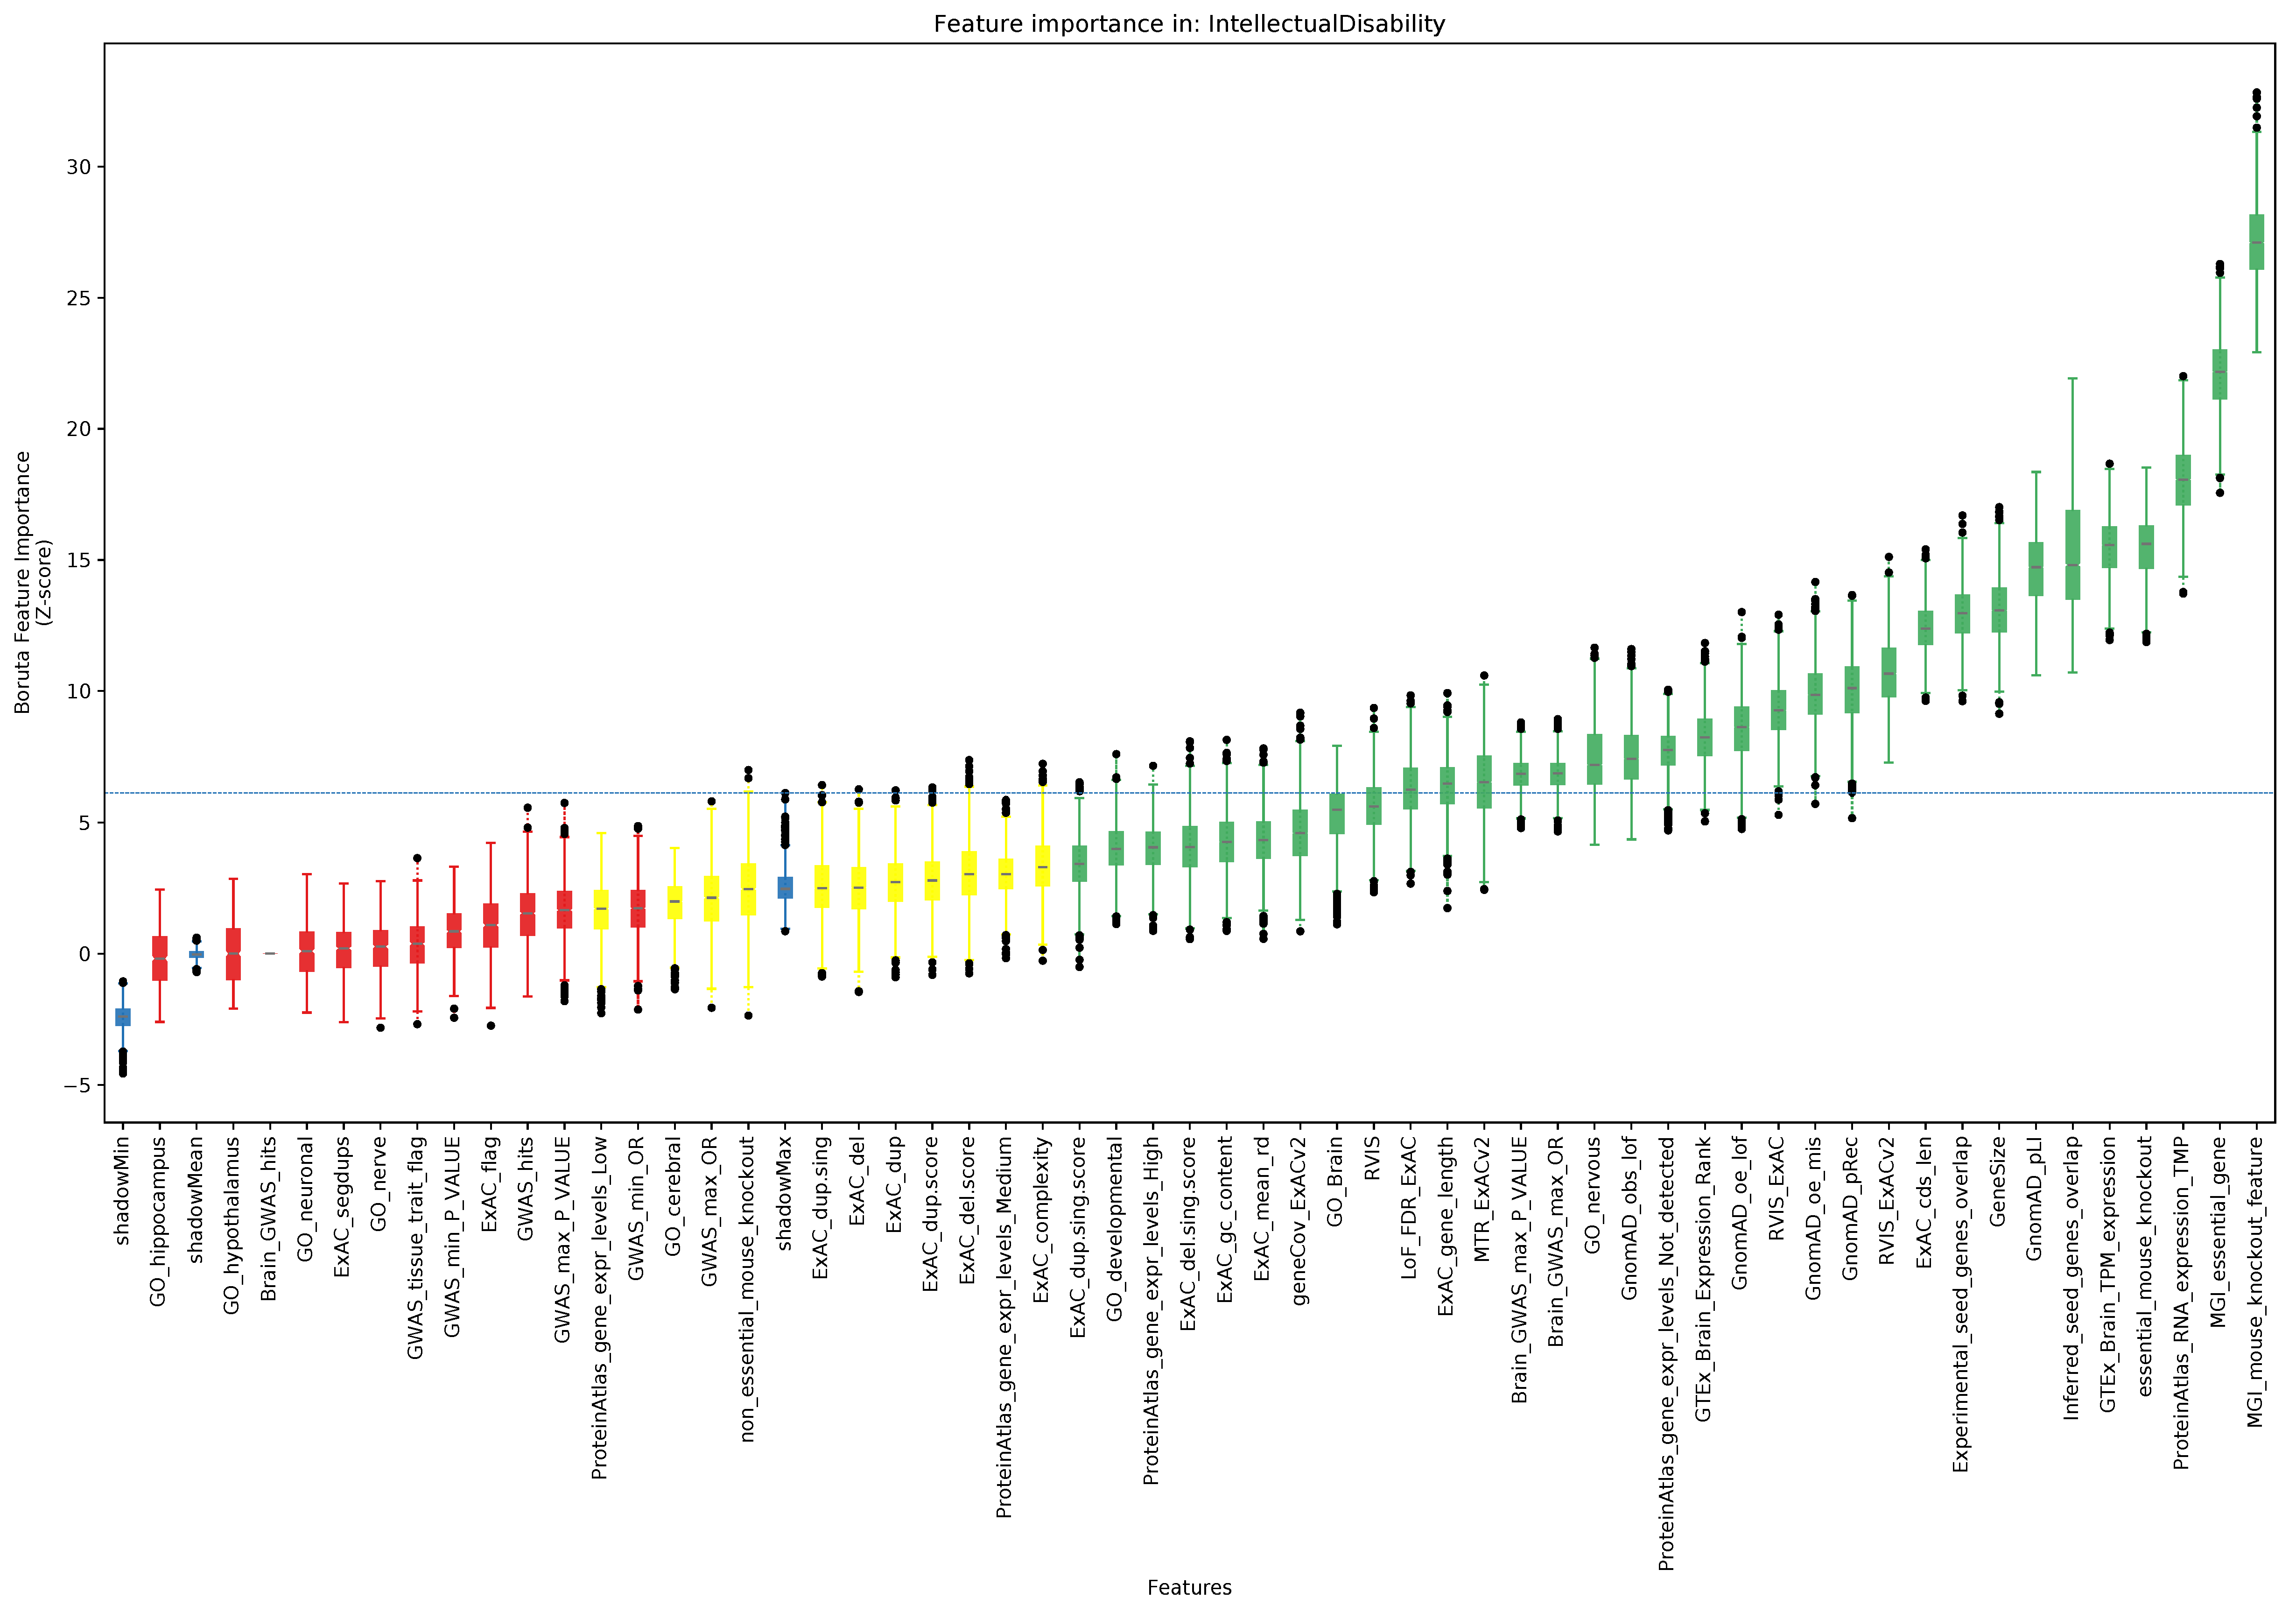 Feature importance in: IntellectualDisability
Boruta Feature Importance
(Z-score)
30
25
20
15
10
5
0
−5
shadowMin
GO_hippocampus
shadowMean
GO_hypothalamus
Brain_GWAS_hits
GO_neuronal
ExAC_segdups
GO_nerve
GWAS_tissue_trait_flag
GWAS_min_P_VALUE
ExAC_flag
GWAS_hits
GWAS_max_P_VALUE
ProteinAtlas_gene_expr_levels_Low
GWAS_min_OR
GO_cerebral
GWAS_max_OR
non_essential_mouse_knockout
shadowMax
ExAC_dup.sing
ExAC_del
ExAC_dup
ExAC_dup.score
ExAC_del.score
ProteinAtlas_gene_expr_levels_Medium
ExAC_complexity
ExAC_dup.sing.score
GO_developmental
ProteinAtlas_gene_expr_levels_High
ExAC_del.sing.score
ExAC_gc_content
ExAC_mean_rd
geneCov_ExACv2
GO_Brain
RVIS
LoF_FDR_ExAC
ExAC_gene_length
MTR_ExACv2
Brain_GWAS_max_P_VALUE
Brain_GWAS_max_OR
GO_nervous
GnomAD_obs_lof
ProteinAtlas_gene_expr_levels_Not_detected
GTEx_Brain_Expression_Rank
GnomAD_oe_lof
RVIS_ExAC
GnomAD_oe_mis
GnomAD_pRec
RVIS_ExACv2
ExAC_cds_len
Experimental_seed_genes_overlap
GeneSize
GnomAD_pLI
Inferred_seed_genes_overlap
GTEx_Brain_TPM_expression
essential_mouse_knockout
ProteinAtlas_RNA_expression_TMP
MGI_essential_gene
MGI_mouse_knockout_feature
Features